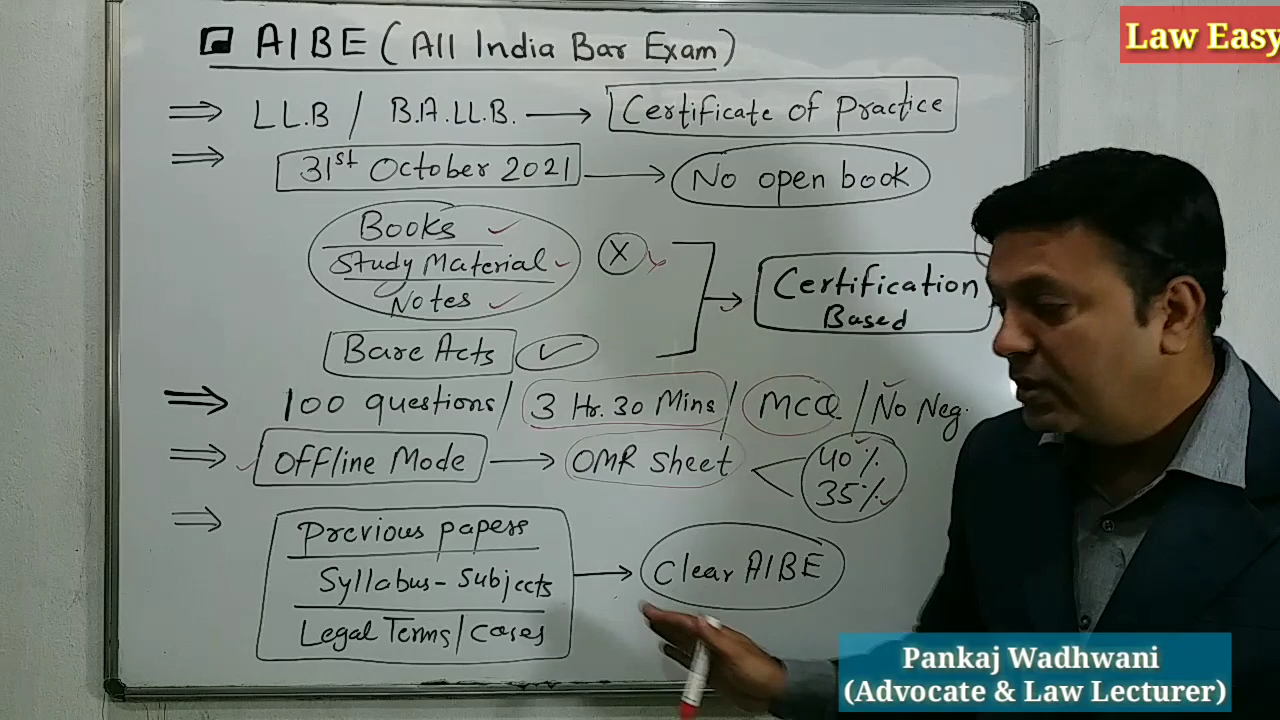 AIBE (All India Bar Exam)
Law Easy
⇒ LL.B / B.A.LL.B. → Certificate of Practice
⇒ 31st October 2021 → No open book
Books ✓
Study Material ✓
Notes ✓
X
Certification
Based
Bare Acts ✓
⇒ 100 questions / 3 Hr. 30 Mins / MCQ / No Neg.
⇒ Offline Mode → OMR Sheet
40%
35%
⇒ Previous papers
Syllabus - Subjects
Legal Terms / Cases
→ Clear AIBE
Pankaj Wadhwani
(Advocate & Law Lecturer)